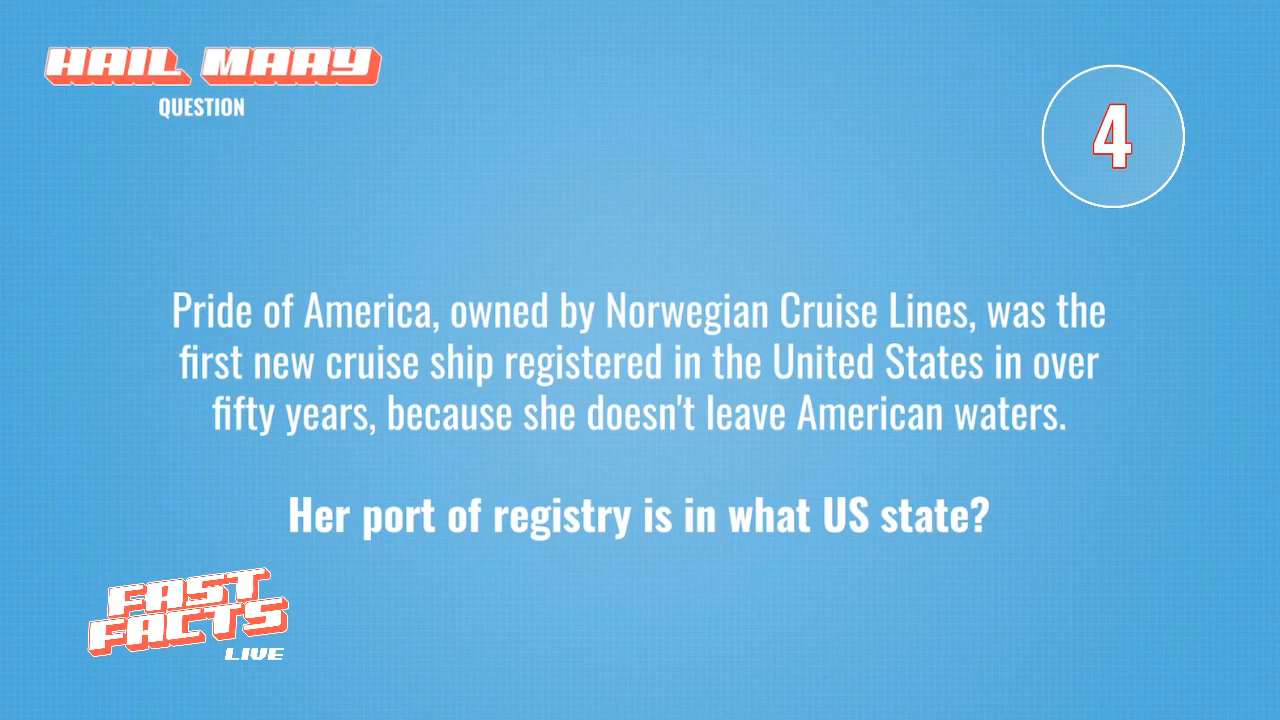 HAIL MARY
QUESTION
4
Pride of America, owned by Norwegian Cruise Lines, was the
first new cruise ship registered in the United States in over
fifty years, because she doesn't leave American waters.
Her port of registry is in what US state?
FAST
FACTS
LIVE